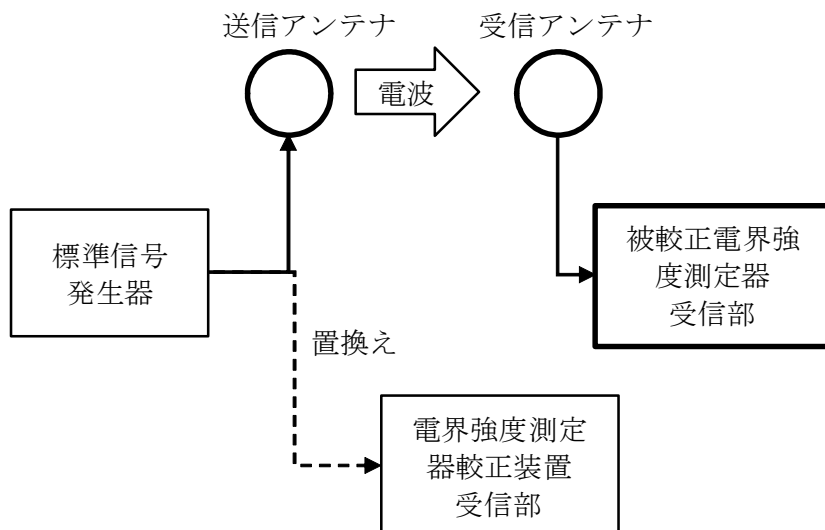 送信アンテナ
受信アンテナ
電波
標準信号
発生器
被較正電界強
度測定器
受信部
置換え
電界強度測定
器較正装置
受信部